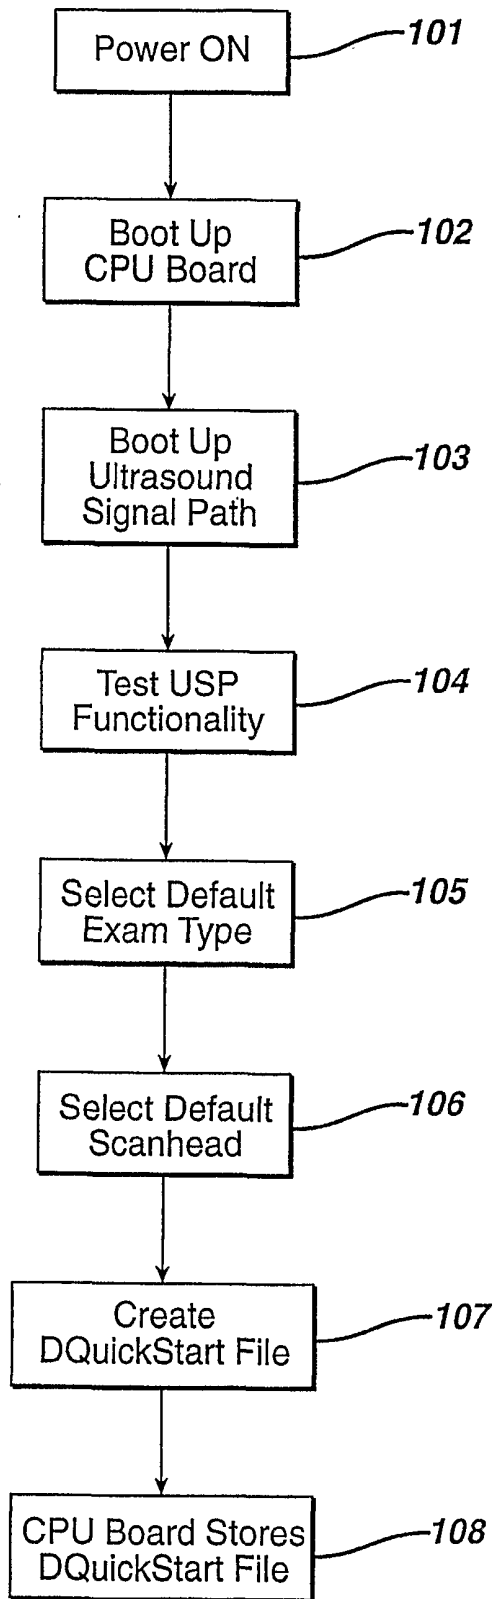 Power ON
101
Boot Up
CPU Board
102
Boot Up
Ultrasound
Signal Path
103
Test USP
Functionality
104
Select Default
Exam Type
105
Select Default
Scanhead
106
Create
DQuickStart File
107
CPU Board Stores
DQuickStart File
108